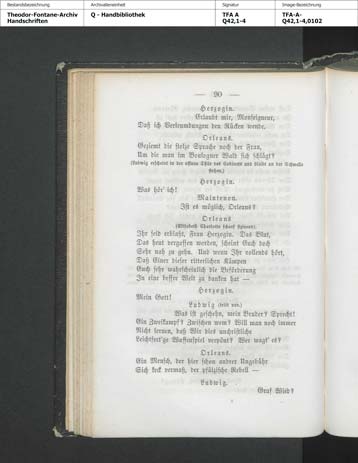 Bestandsbezeichnung
Archivalieneinheit
Signatur
Image-Bezeichnung
Theodor-Fontane-Archiv
Handschriften
Q - Handbibliothek
TFA A
Q42,1-4
TFA-A-
Q42,1-4,0102
— 90 —
Herzogin.
Erlaubt mir, Monseigneur,
Daß ich Verleumdungen den Rücken wende.
Orleans.
Geziemt die stolze Sprache noch der Frau,
Um die man im Boulogner Wald sich schlägt?
(Ludwig erscheint in der offnen Thür des Cabinets und bleibt an der Schwelle
stehen.)
Herzogin.
Was hör' ich!
Maintenon.
Ist es möglich, Orleans?
Orleans
(Elisabeth Charlotte scharf fixirend).
Ihr seid erblaßt, Frau Herzogin. Das Blut,
Das heut vergossen werden, scheint Euch doch
Sehr nah zu gehn. Und wenn Ihr vollends hört,
Daß Einer dieser ritterlichen Kämpen
Euch sehr wahrscheinlich die Beförderung
In eine besser Welt zu danken hat —
Herzogin.
Mein Gott!
Ludwig (tritt vor.)
Was ist geschehn, mein Bruder? Sprecht!
Ein Zweikampf? Zwischen wem? Will man noch immer
Nicht lernen, daß Wir dies unchristliche
Leichtfert'ge Waffenspiel verpönt? Wer wagt' es?
Orleans.
Ein Mensch, der hier schon andrer Ungebühr
Sich keck vermaß, der pfälzische Rebell —
Ludwig.
Graf Wied?